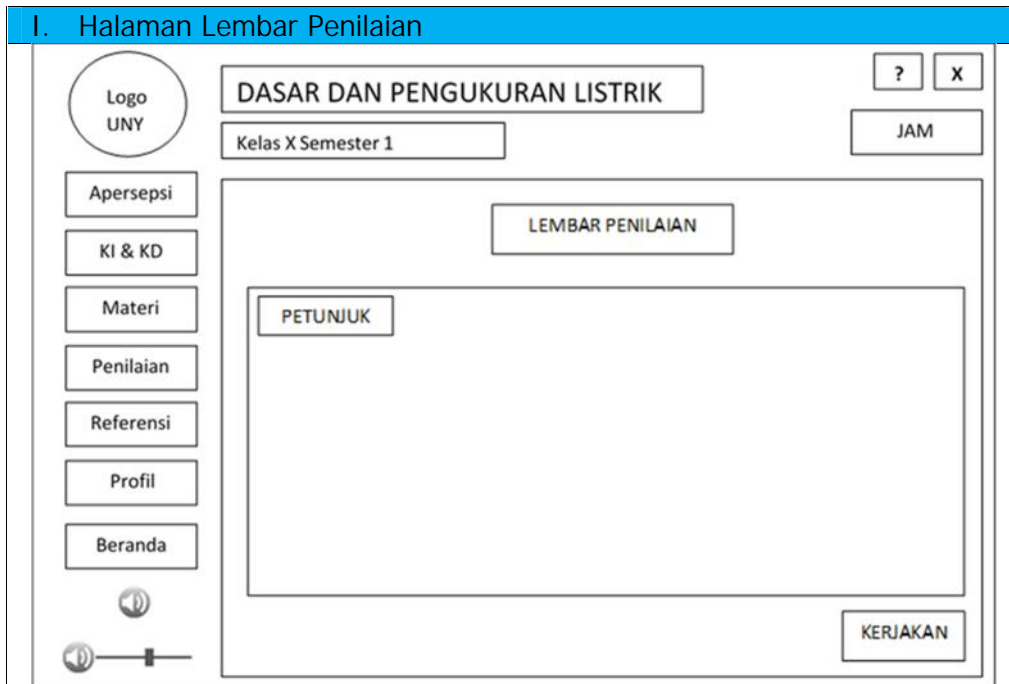 I. Halaman Lembar Penilaian
Logo
UNY
DASAR DAN PENGUKURAN LISTRIK
? X
Kelas X Semester 1
JAM
Apersepsi
KI & KD
Materi
Penilaian
Referensi
Profil
Beranda
LEMBAR PENILAIAN
PETUNJUK
KERJAKAN